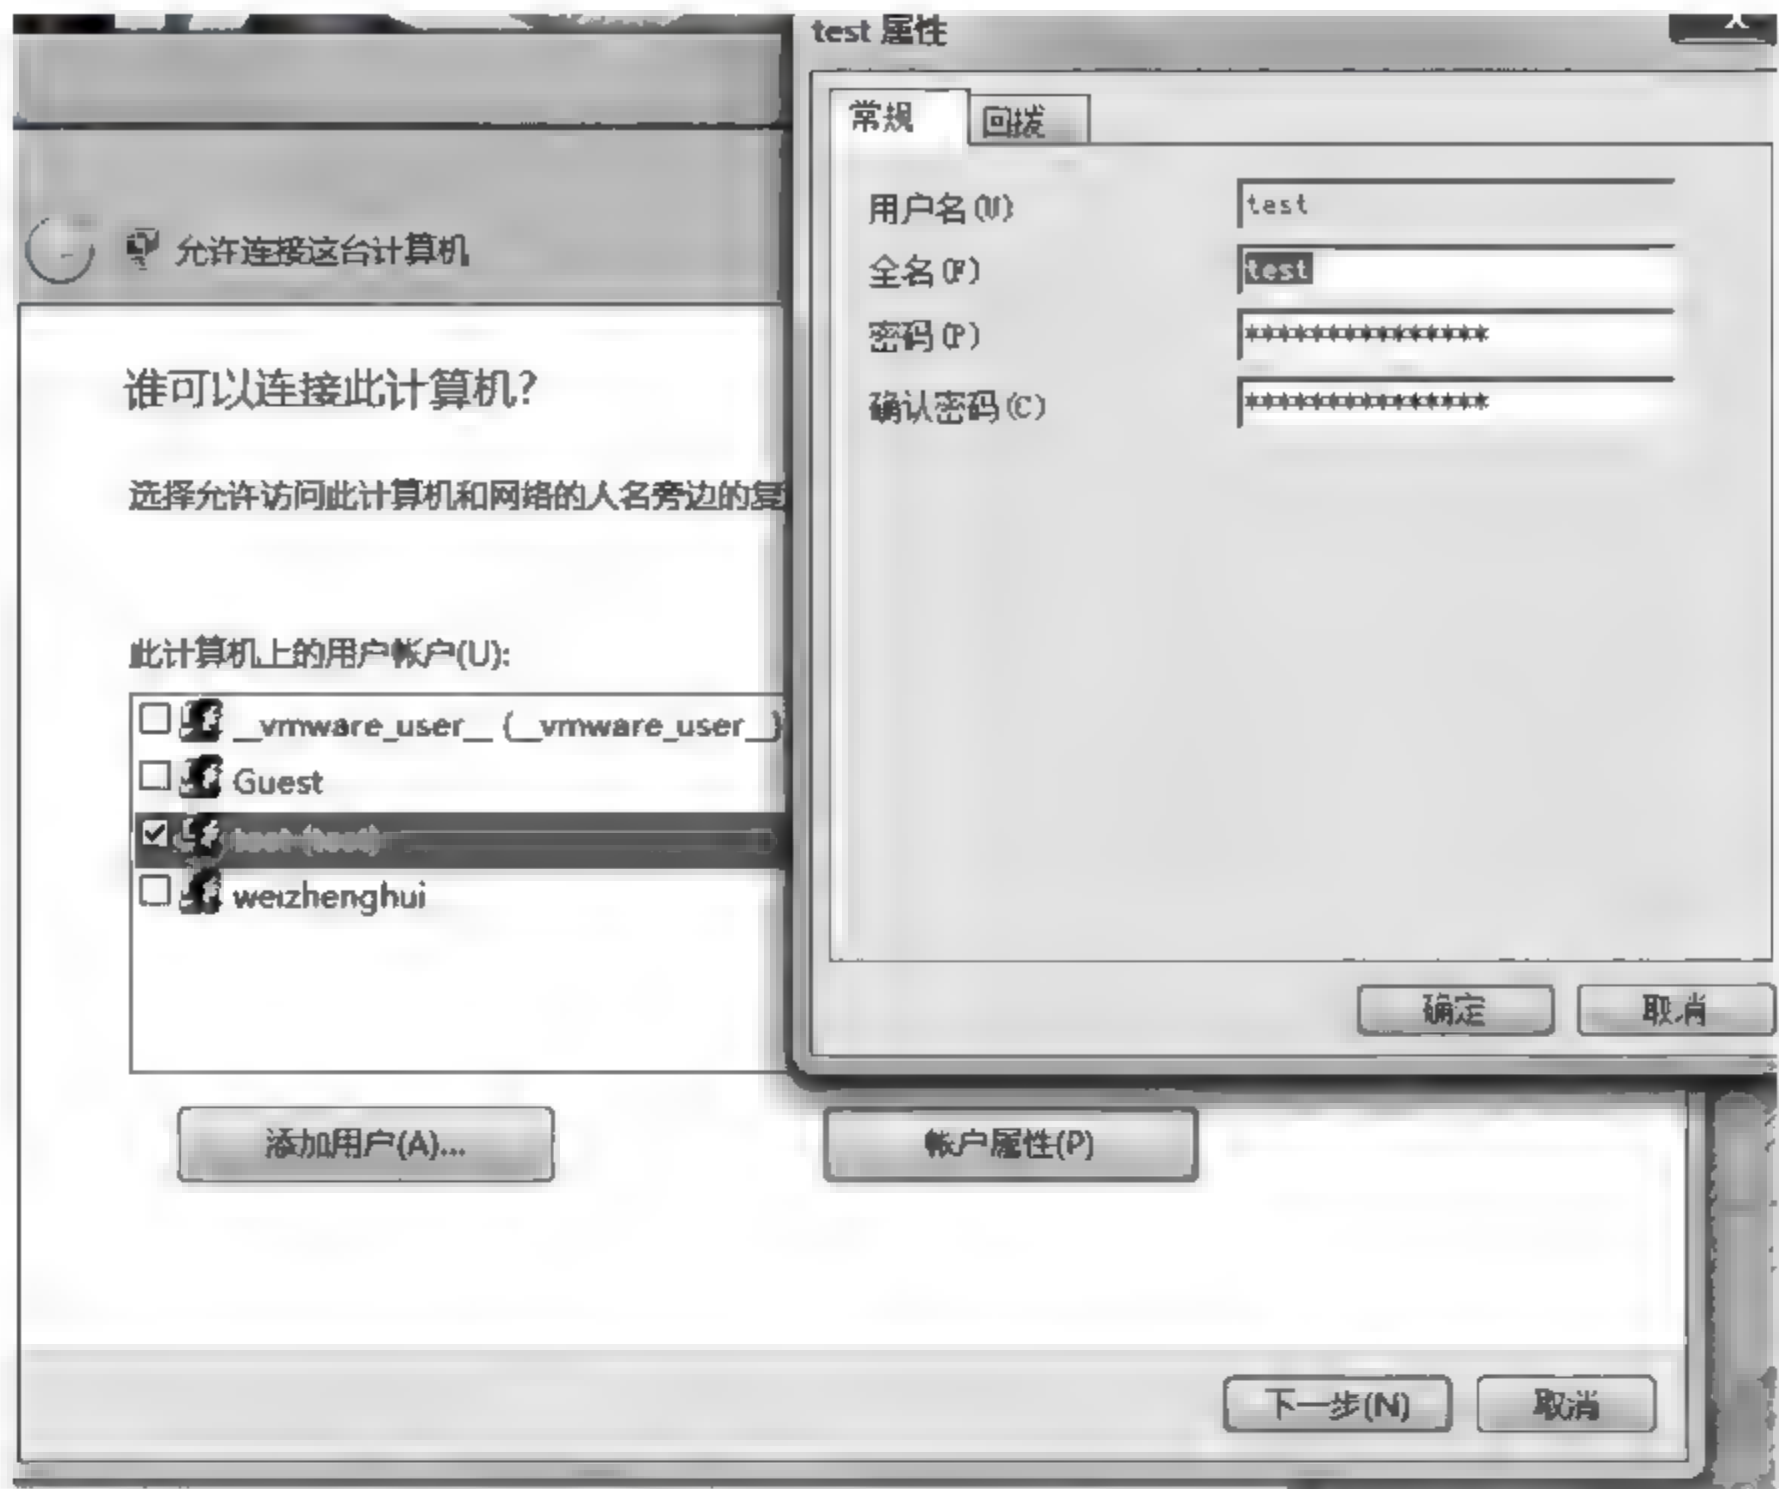 test 属性
常规
回拨
用户名(U)
test
全名(F)
test
密码(P)
***************
确认密码(C)
***************
确定
取消
允许连接这台计算机
谁可以连接此计算机?
选择允许访问此计算机和网络的人名旁边的复
此计算机上的用户帐户(U):
__vmware_user__ (__vmware_user__)
Guest
test (test)
weizhenghui
添加用户(A)...
帐户属性(P)
下一步(N)
取消